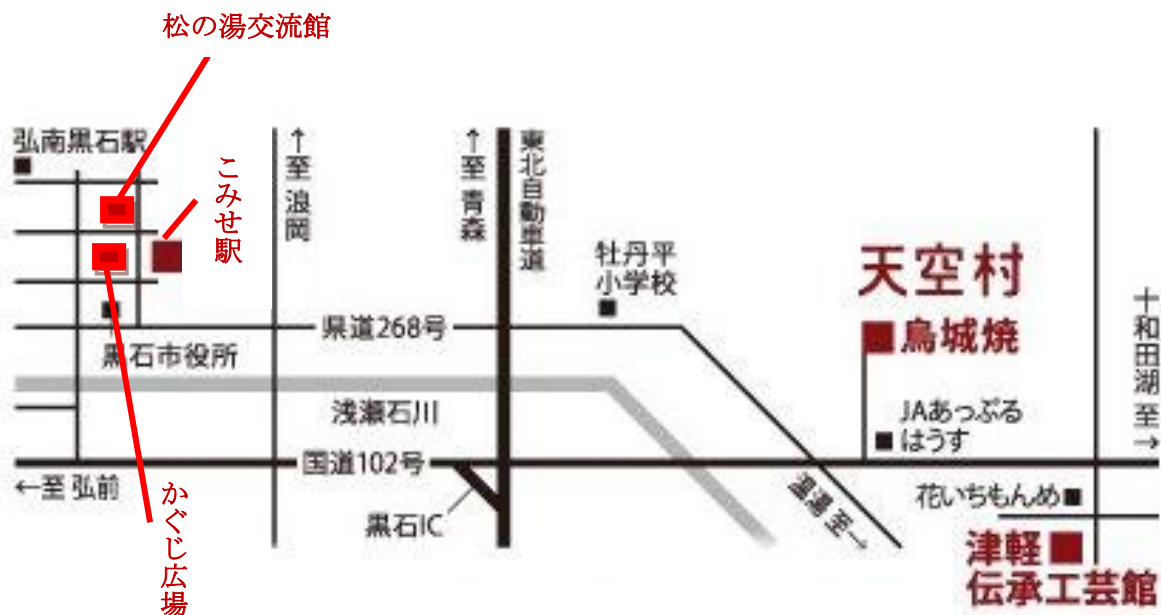 松の湯交流館
弘南黒石駅
こみせ駅
↑至 浪岡
↑至 青森
東北自動車道
牡丹平
小学校
天空村
烏城焼
十和田湖 至→
県道268号
黒石市役所
浅瀬石川
JAあっぷる
はうす
国道102号
←至 弘前
かぐじ広場
黒石IC
温湯 至→
花いちもんめ
津軽
伝承工芸館